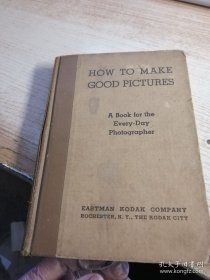 HOW TO MAKE
GOOD PICTURES
A Book for the
Every-Day
Photographer
EASTMAN KODAK COMPANY
ROCHESTER, N. Y., THE KODAK CITY